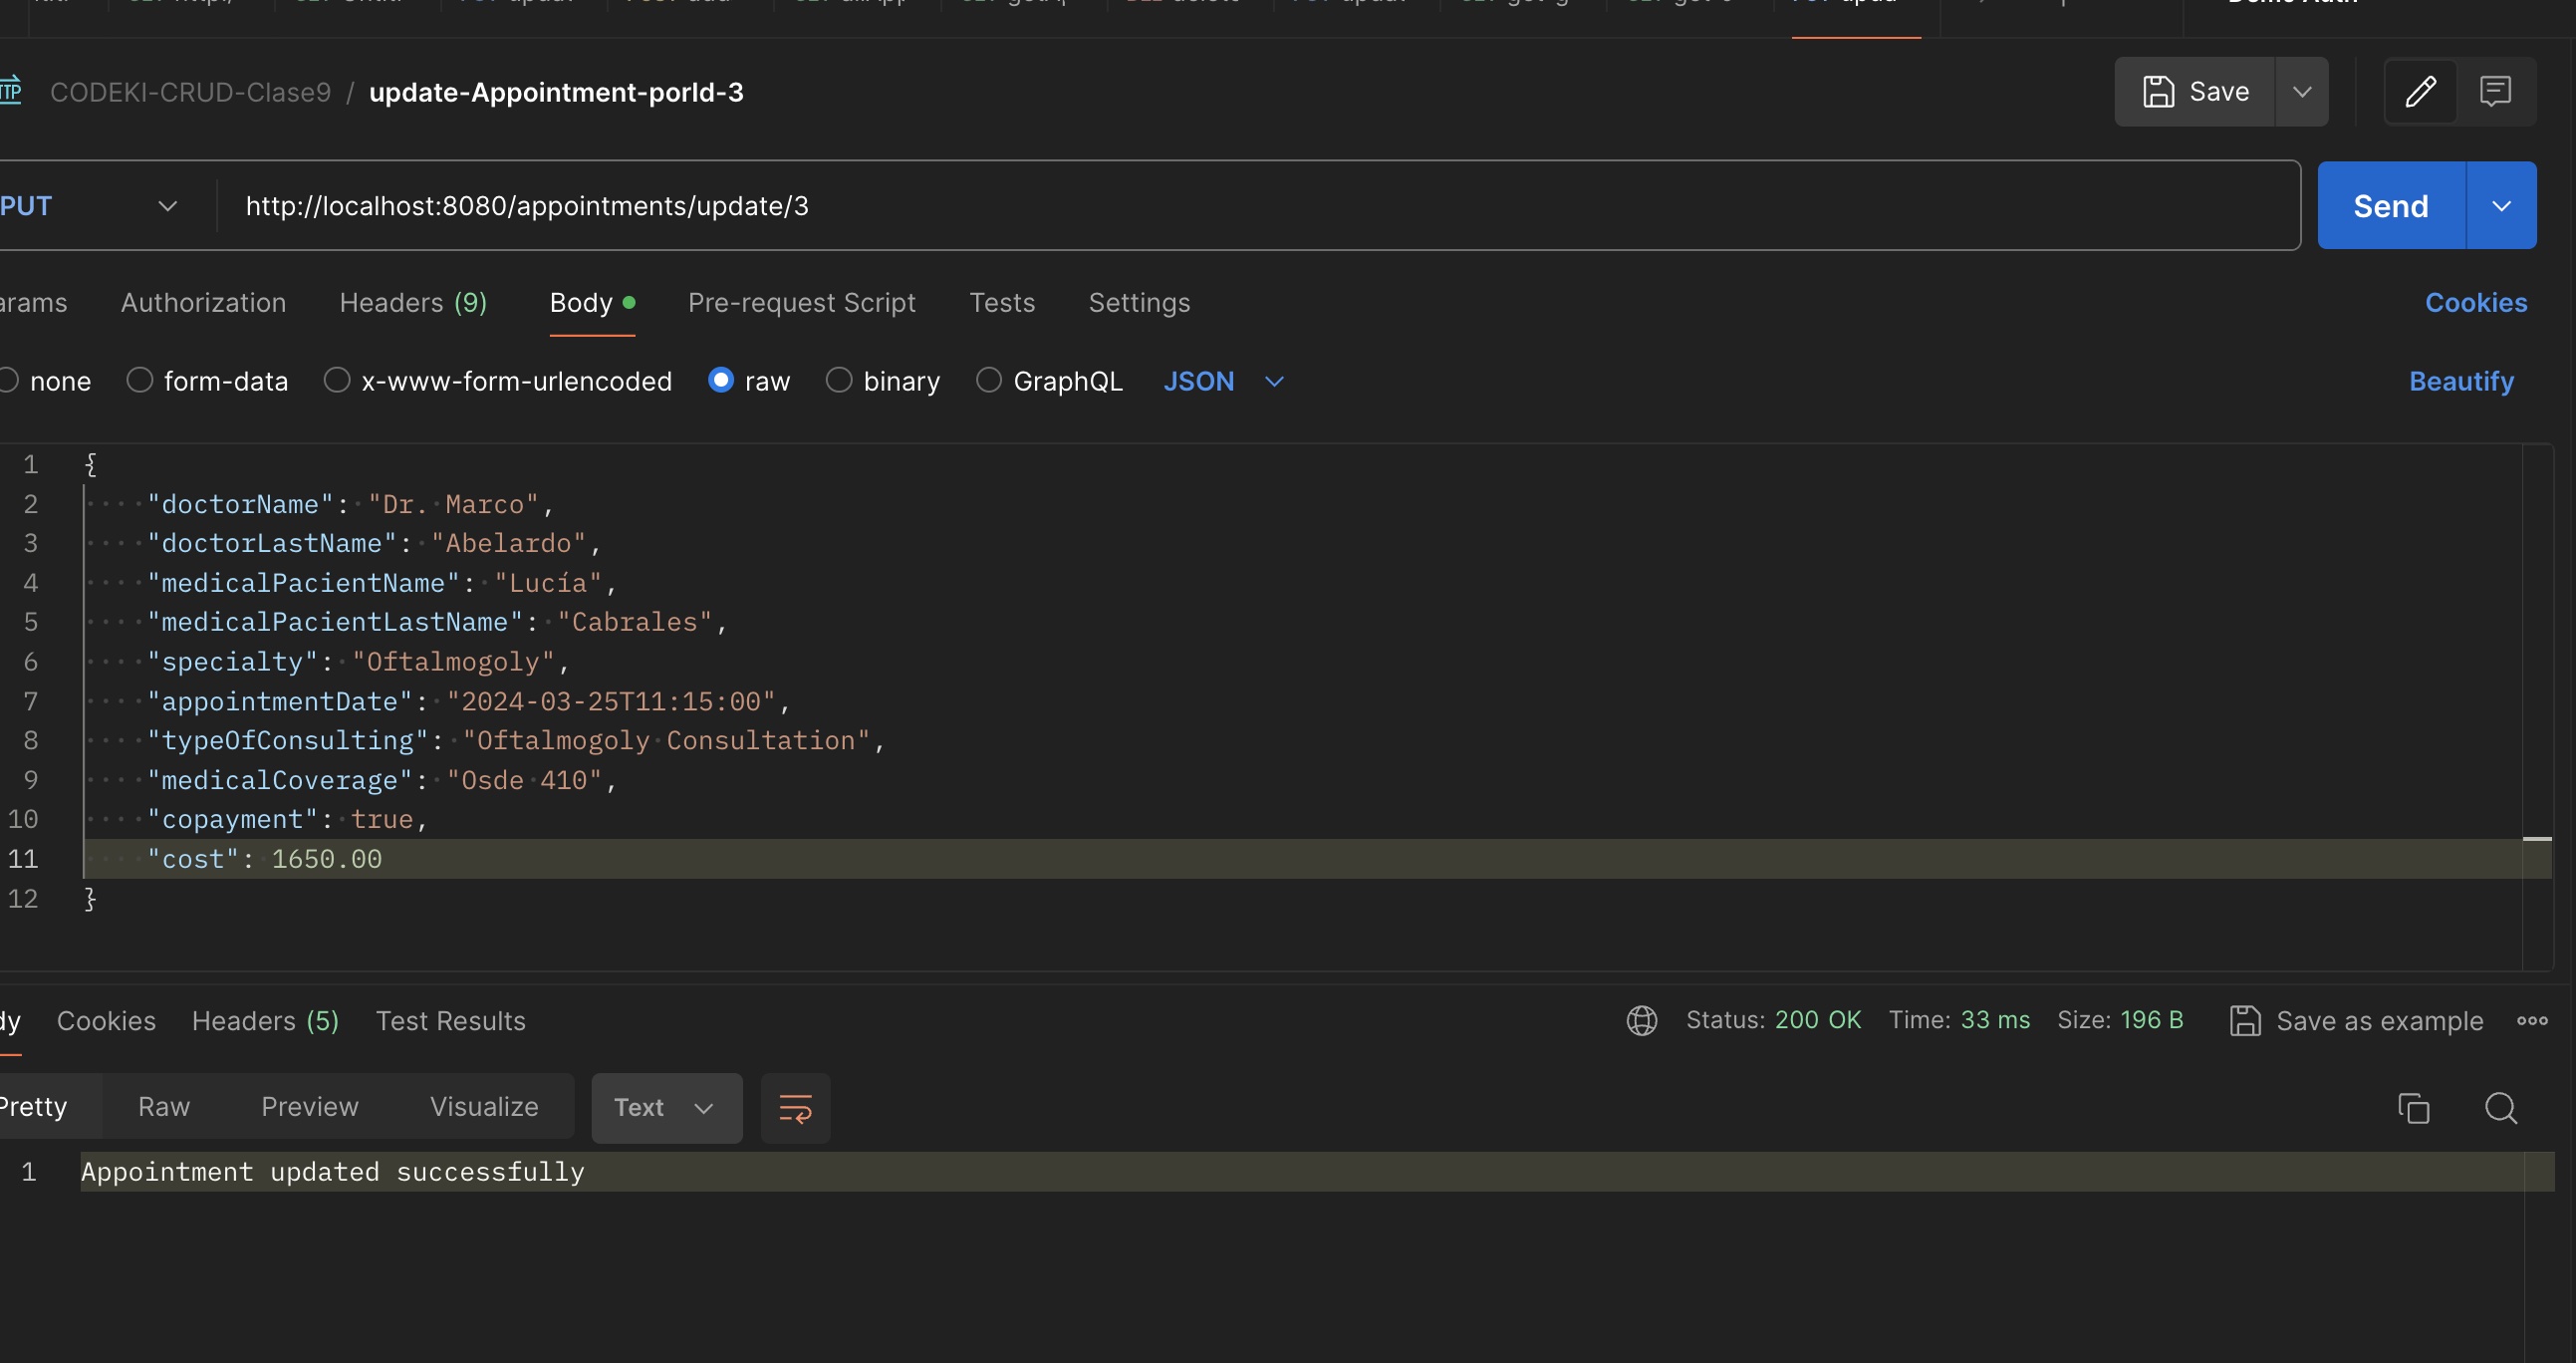 Demo Auth
CODEKI-CRUD-Clase9 / update-Appointment-porId-3
Save
PUT
http://localhost:8080/appointments/update/3
Send
Authorization Headers (9) Body Pre-request Script Tests Settings Cookies
none form-data x-www-form-urlencoded raw binary GraphQL JSON Beautify
1 {
2 "doctorName": "Dr. Marco",
3 "doctorLastName": "Abelardo",
4 "medicalPacientName": "Lucía",
5 "medicalPacientLastName": "Cabrales",
6 "specialty": "Oftalmogoly",
7 "appointmentDate": "2024-03-25T11:15:00",
8 "typeOfConsulting": "Oftalmogoly Consultation",
9 "medicalCoverage": "Osde 410",
10 "copayment": true,
11 "cost": 1650.00
12 }
Cookies Headers (5) Test Results Status: 200 OK Time: 33 ms Size: 196 B Save as example
Pretty Raw Preview Visualize Text
1 Appointment updated successfully